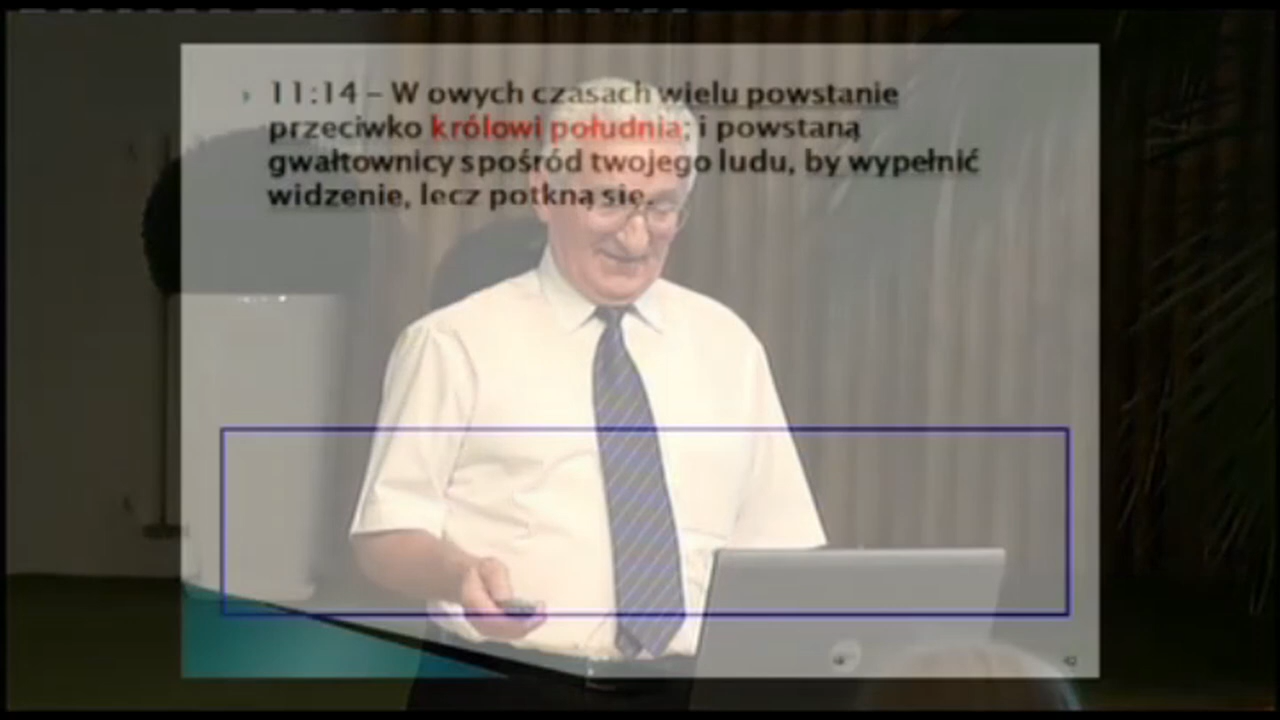 11:14 – W owych czasach wielu powstanie
przeciwko królowi południa; i powstaną
gwałtownicy spośród twojego ludu, by wypełnić
widzenie, lecz potkną się.
42